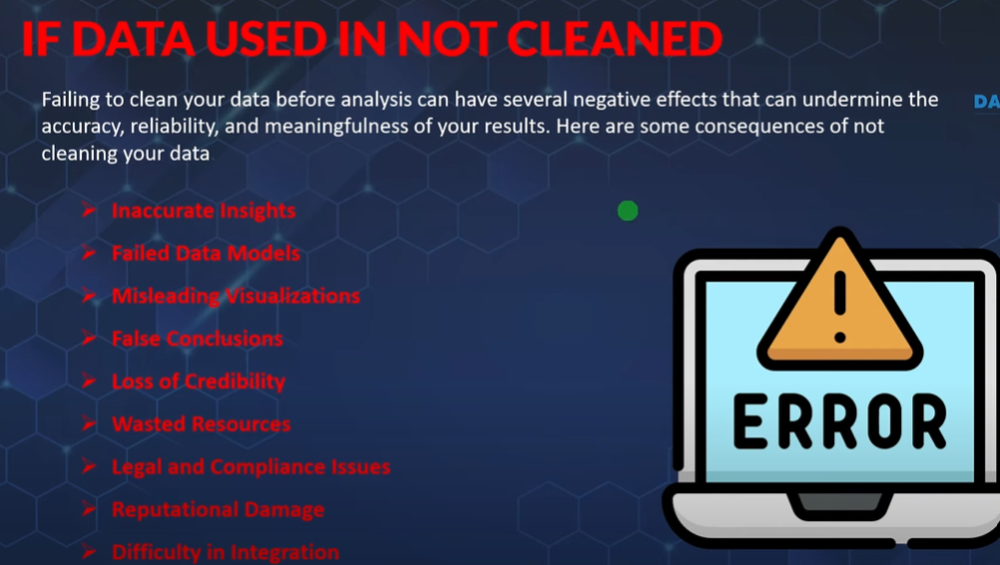 IF DATA USED IN NOT CLEANED
Failing to clean your data before analysis can have several negative effects that can undermine the
accuracy, reliability, and meaningfulness of your results. Here are some consequences of not
cleaning your data
DA
Inaccurate Insights
Failed Data Models
Misleading Visualizations
False Conclusions
Loss of Credibility
Wasted Resources
Legal and Compliance Issues
Reputational Damage
Difficulty in Integration
ERROR